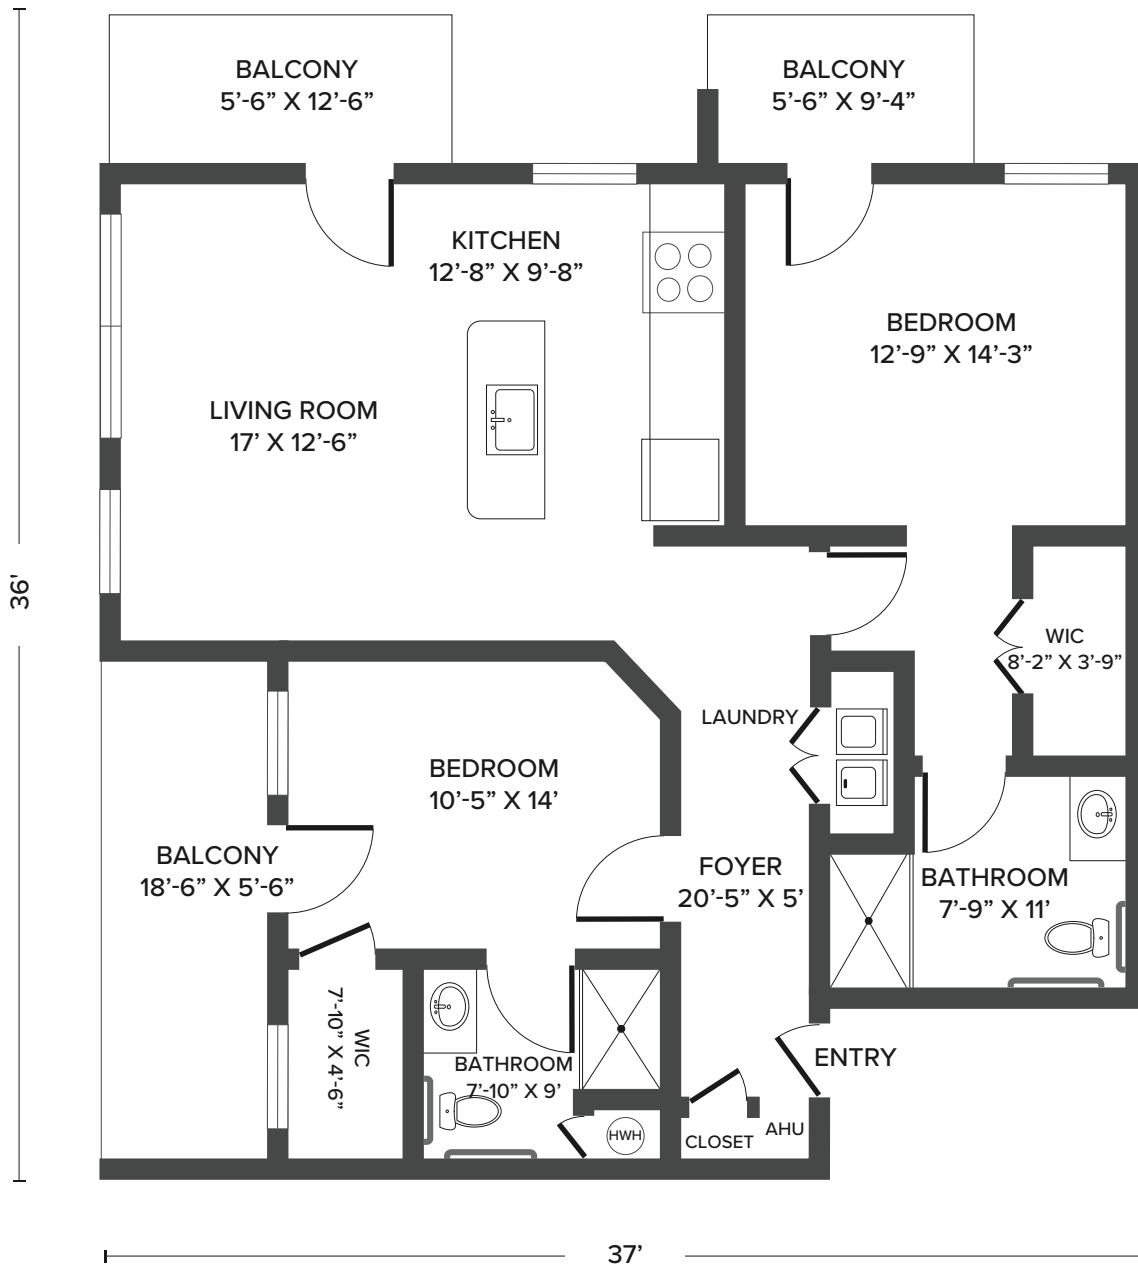 BALCONY
5’-6” X 12’-6”
BALCONY
5’-6” X 9’-4”
KITCHEN
12’-8” X 9’-8”
BEDROOM
12’-9” X 14’-3”
LIVING ROOM
17’ X 12’-6”
36'
WIC
8’-2” X 3’-9”
LAUNDRY
BEDROOM
10’-5” X 14’
BALCONY
18’-6” X 5’-6”
FOYER
20’-5” X 5’
BATHROOM
7’-9” X 11’
WIC
7’-10” X 4’-6”
BATHROOM
7’-10” X 9’
ENTRY
HWH
CLOSET
AHU
37’